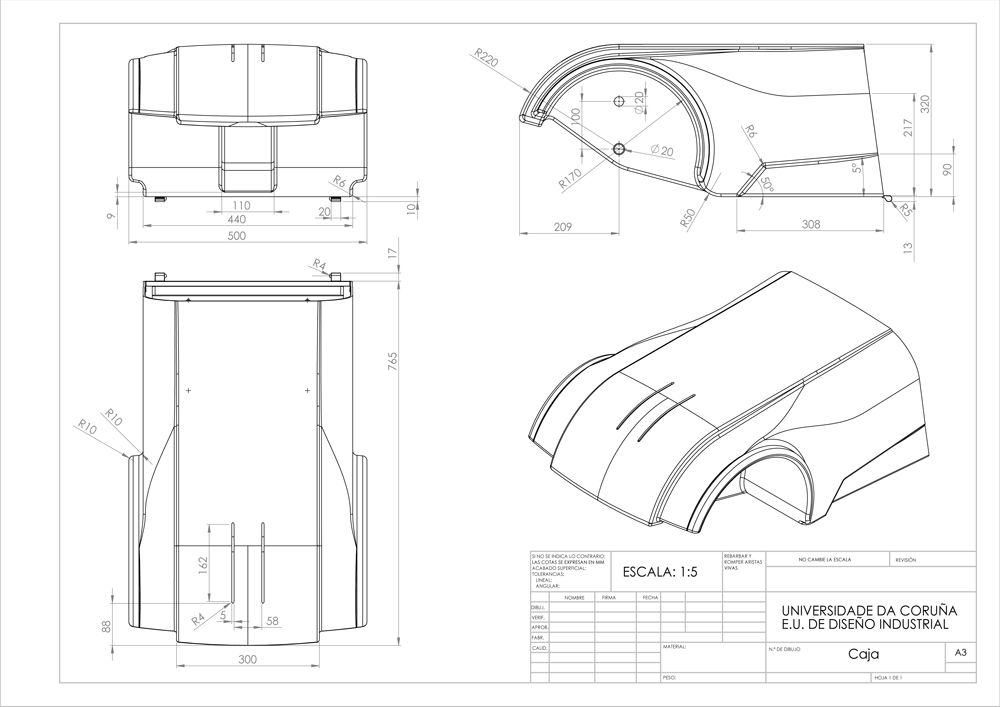 R6
9
110
440
500
20
10
R220
Ø20
100
Ø20
R170
R6
50°
5°
217
320
90
209
R50
308
R5
13
R4
17
765
R10
R10
162
88
R4
5
58
300
SI NO SE INDICA LO CONTRARIO:
LAS COTAS SE EXPRESAN EN MM
ACABADO SUPERFICIAL:
TOLERANCIAS:
LINEAL:
ANGULAR:
ESCALA: 1:5
REBARBAR Y
ROMPER ARISTAS
VIVAS
NO CAMBIE LA ESCALA
REVISIÓN
NOMBRE
FIRMA
FECHA
DIBUJ.
VERIF.
APROB.
FABR.
CALID.
UNIVERSIDADE DA CORUÑA
E.U. DE DISEÑO INDUSTRIAL
MATERIAL:
N.º DE DIBUJO
Caja
A3
PESO:
HOJA 1 DE 1